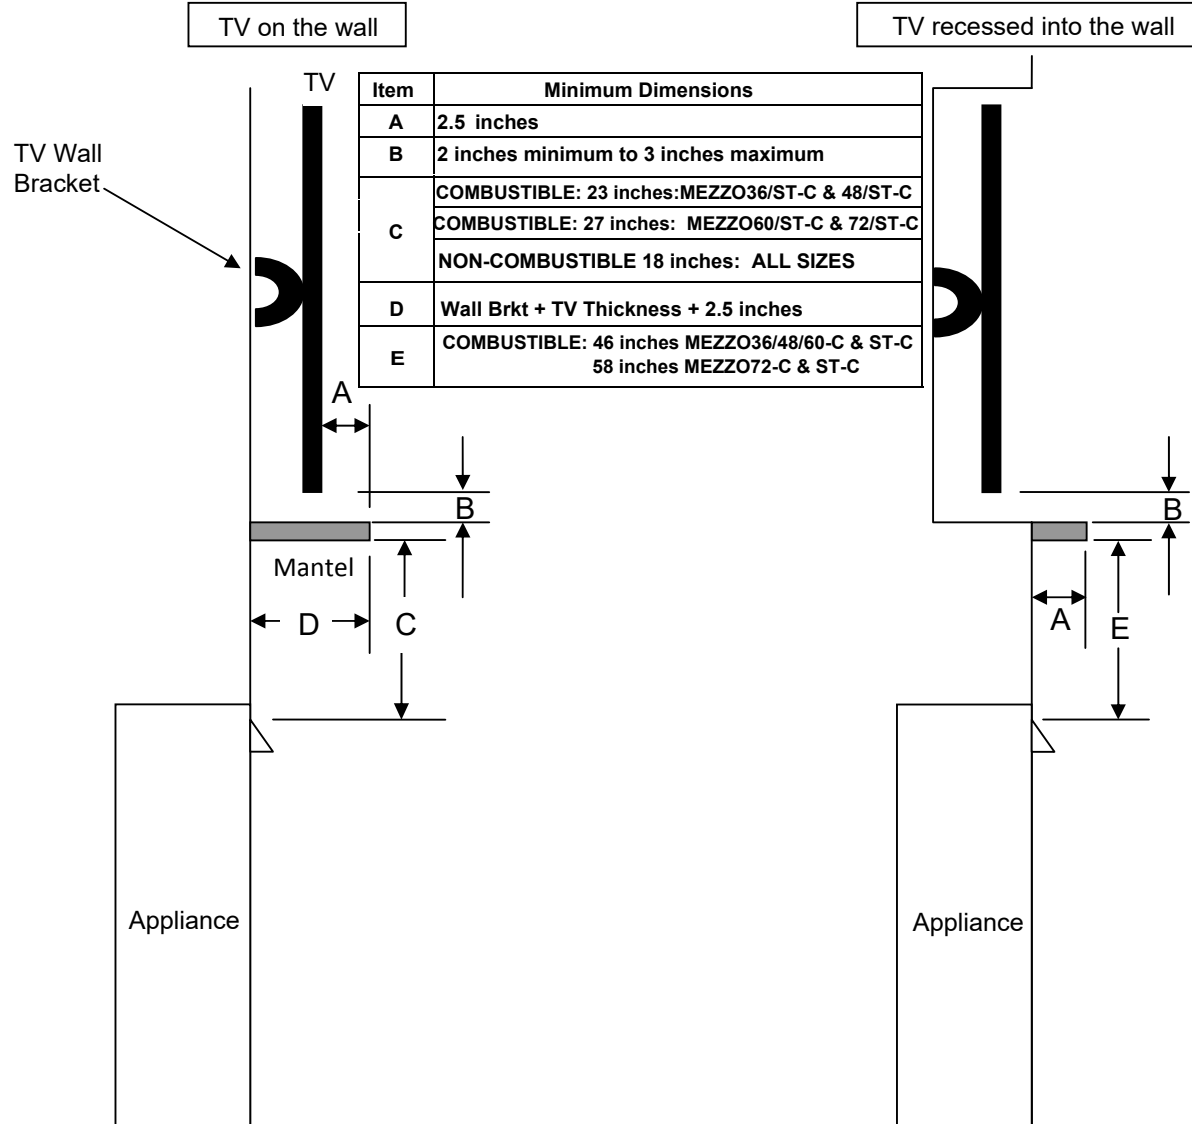 TV on the wall
TV recessed into the wall
TV
TV Wall
Bracket
Item Minimum Dimensions
A 2.5 inches
B 2 inches minimum to 3 inches maximum
C
COMBUSTIBLE: 23 inches:MEZZO36/ST-C & 48/ST-C
COMBUSTIBLE: 27 inches: MEZZO60/ST-C & 72/ST-C
NON-COMBUSTIBLE 18 inches: ALL SIZES
D Wall Brkt + TV Thickness + 2.5 inches
E
COMBUSTIBLE: 46 inches MEZZO36/48/60-C & ST-C
58 inches MEZZO72-C & ST-C
A
B
Mantel
D
C
Appliance
B
A
E
Appliance